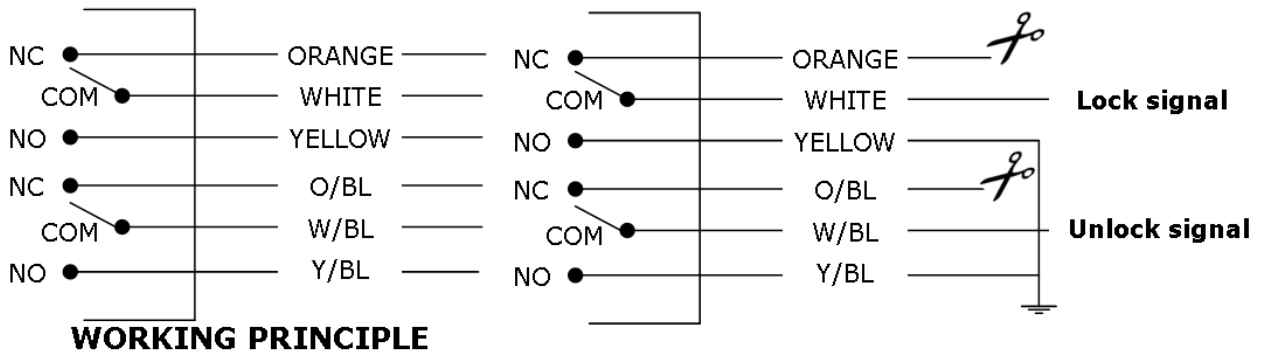 NC ORANGE
COM WHITE
NO YELLOW
NC O/BL
COM W/BL
NO Y/BL
WORKING PRINCIPLE
NC ORANGE
COM WHITE Lock signal
NO YELLOW
NC O/BL
COM W/BL Unlock signal
NO Y/BL